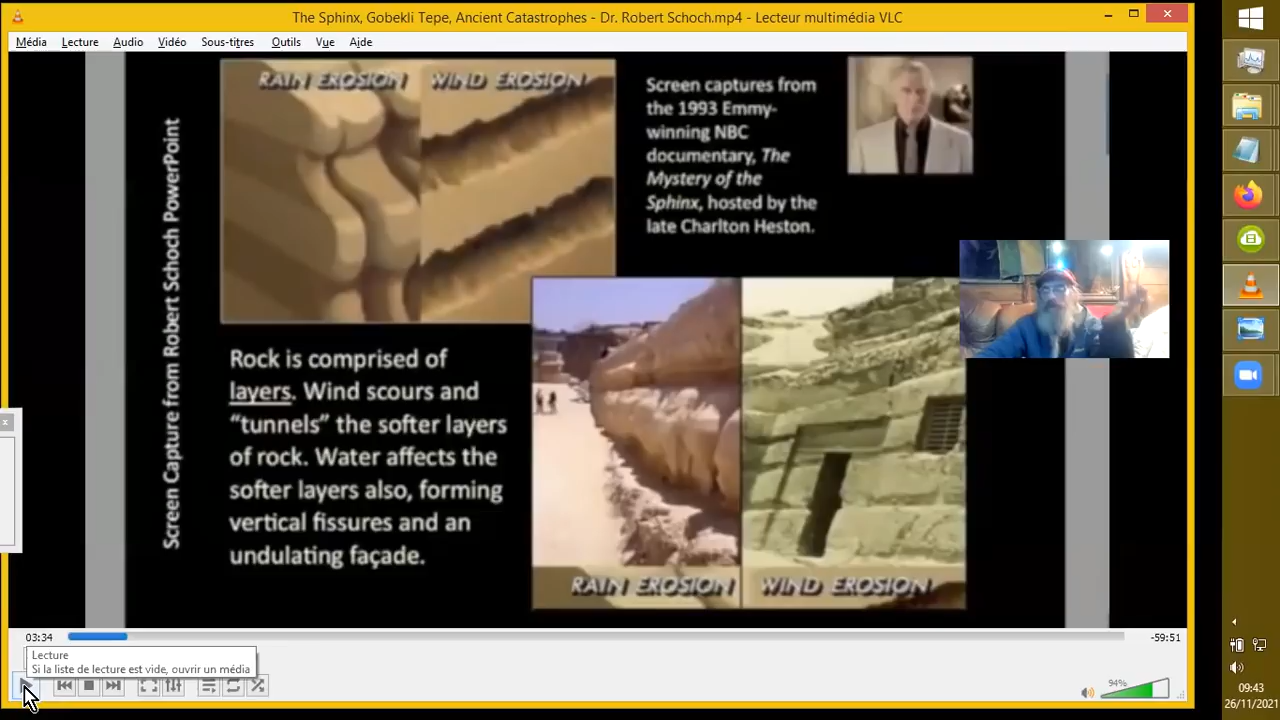 The Sphinx, Gobekli Tepe, Ancient Catastrophes - Dr. Robert Schoch.mp4 - Lecteur multimédia VLC
Média Lecture Audio Vidéo Sous-titres Outils Vue Aide
RAIN EROSION WIND EROSION
Screen captures from
the 1993 Emmy-
winning NBC
documentary, The
Mystery of the
Sphinx, hosted by the
late Charlton Heston.
Screen Capture from Robert Schoch PowerPoint
Rock is comprised of
layers. Wind scours and
“tunnels” the softer layers
of rock. Water affects the
softer layers also, forming
vertical fissures and an
undulating façade.
RAIN EROSION WIND EROSION
03:34
-59:51
Lecture
Si la liste de lecture est vide, ouvrir un média
94%
09:43
26/11/2021